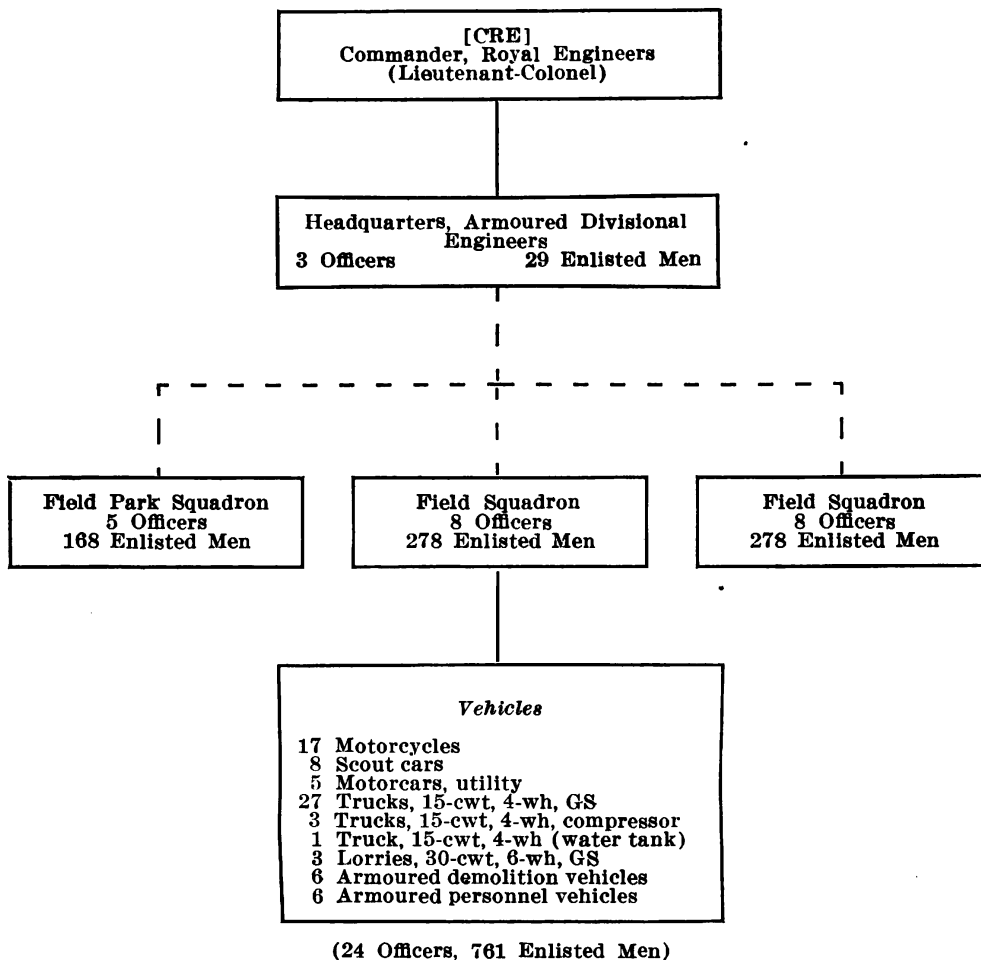 [CRE]
Commander, Royal Engineers
(Lieutenant-Colonel)
Headquarters, Armoured Divisional
Engineers
3 Officers 29 Enlisted Men
Field Park Squadron
5 Officers
168 Enlisted Men
Field Squadron
8 Officers
278 Enlisted Men
Field Squadron
8 Officers
278 Enlisted Men
Vehicles
17 Motorcycles
8 Scout cars
5 Motorcars, utility
27 Trucks, 15-cwt, 4-wh, GS
3 Trucks, 15-cwt, 4-wh, compressor
1 Truck, 15-cwt, 4-wh (water tank)
3 Lorries, 30-cwt, 6-wh, GS
6 Armoured demolition vehicles
6 Armoured personnel vehicles
(24 Officers, 761 Enlisted Men)